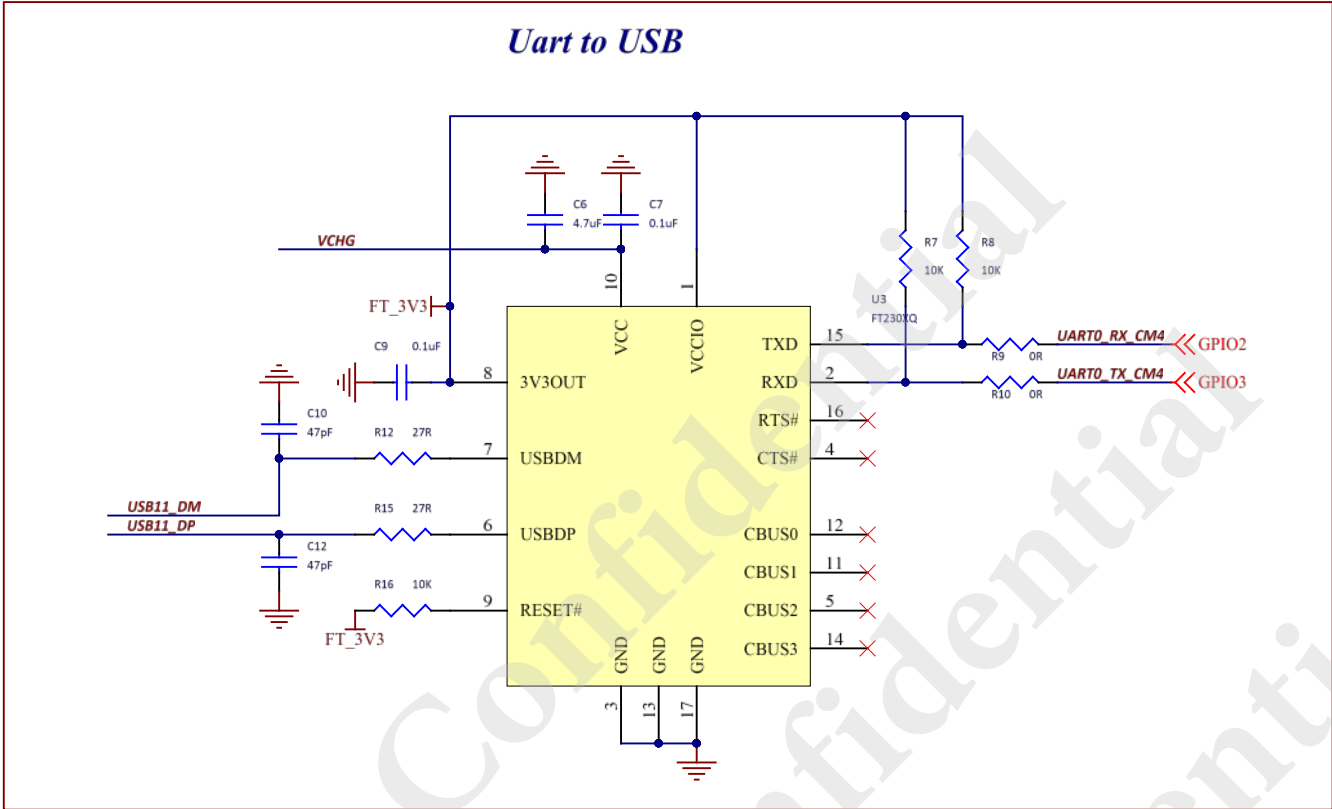 Uart to USB
C6
4.7uF
C7
0.1uF
VCHG
R7
10K
R8
10K
10
1
FT_3V3
U3
FT230XQ
VCC
VCCIO
C9 0.1uF
TXD 15
UART0_RX_CM4
GPIO2
R9 0R
8 3V3OUT
RXD 2
UART0_TX_CM4
GPIO3
R10 0R
C10
47pF
RTS# 16
R12 27R
7 USBDM
CTS# 4
USB11_DM
USB11_DP
R15 27R
6 USBDP
CBUS0 12
C12
47pF
CBUS1 11
R16 10K
9 RESET#
CBUS2 5
FT_3V3
CBUS3 14
GND
GND
GND
3
13
17
Confidential
Confidential